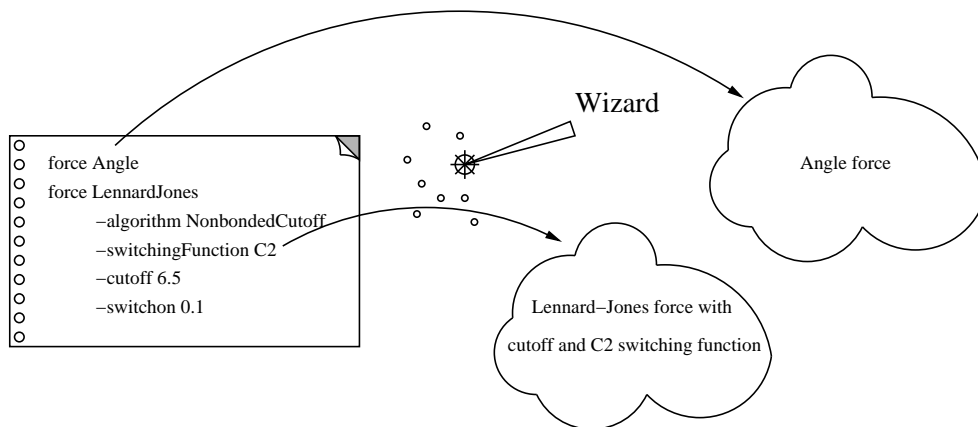 Wizard
force Angle
force LennardJones
−algorithm NonbondedCutoff
−switchingFunction C2
−cutoff 6.5
−switchon 0.1
Angle force
Lennard−Jones force with
cutoff and C2 switching function